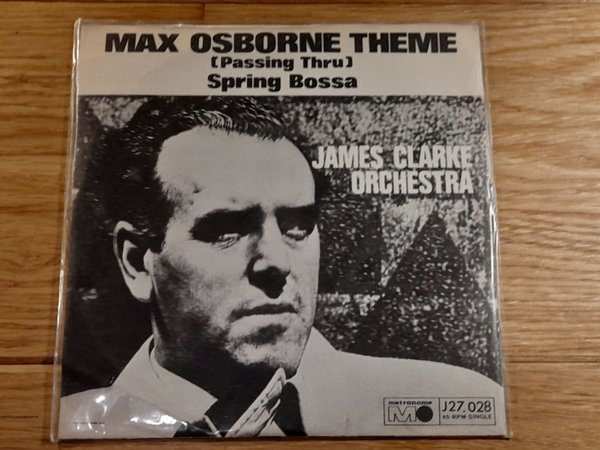 MAX OSBORNE THEME
(Passing Thru)
Spring Bossa
JAMES CLARKE
ORCHESTRA
metronome
J27.028
45 RPM SINGLE